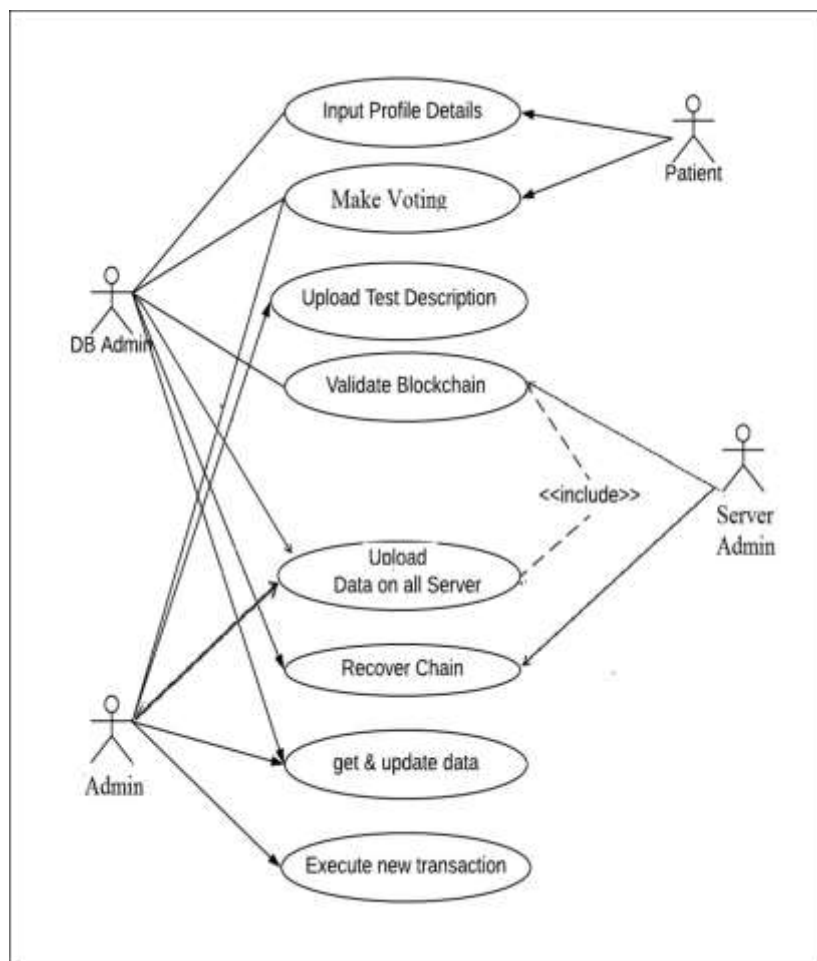 Input Profile Details
Patient
Make Voting
DB Admin
Upload Test Description
Validate Blockchain
<<include>>
Server
Admin
Upload
Data on all Server
Recover Chain
Admin
get & update data
Execute new transaction